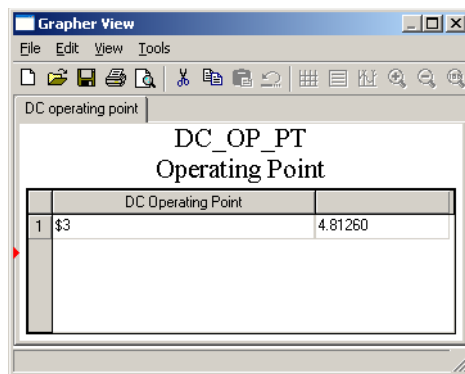 Grapher View
File Edit View Tools
DC operating point
DC_OP_PT
Operating Point
DC Operating Point
1 $3 4.81260